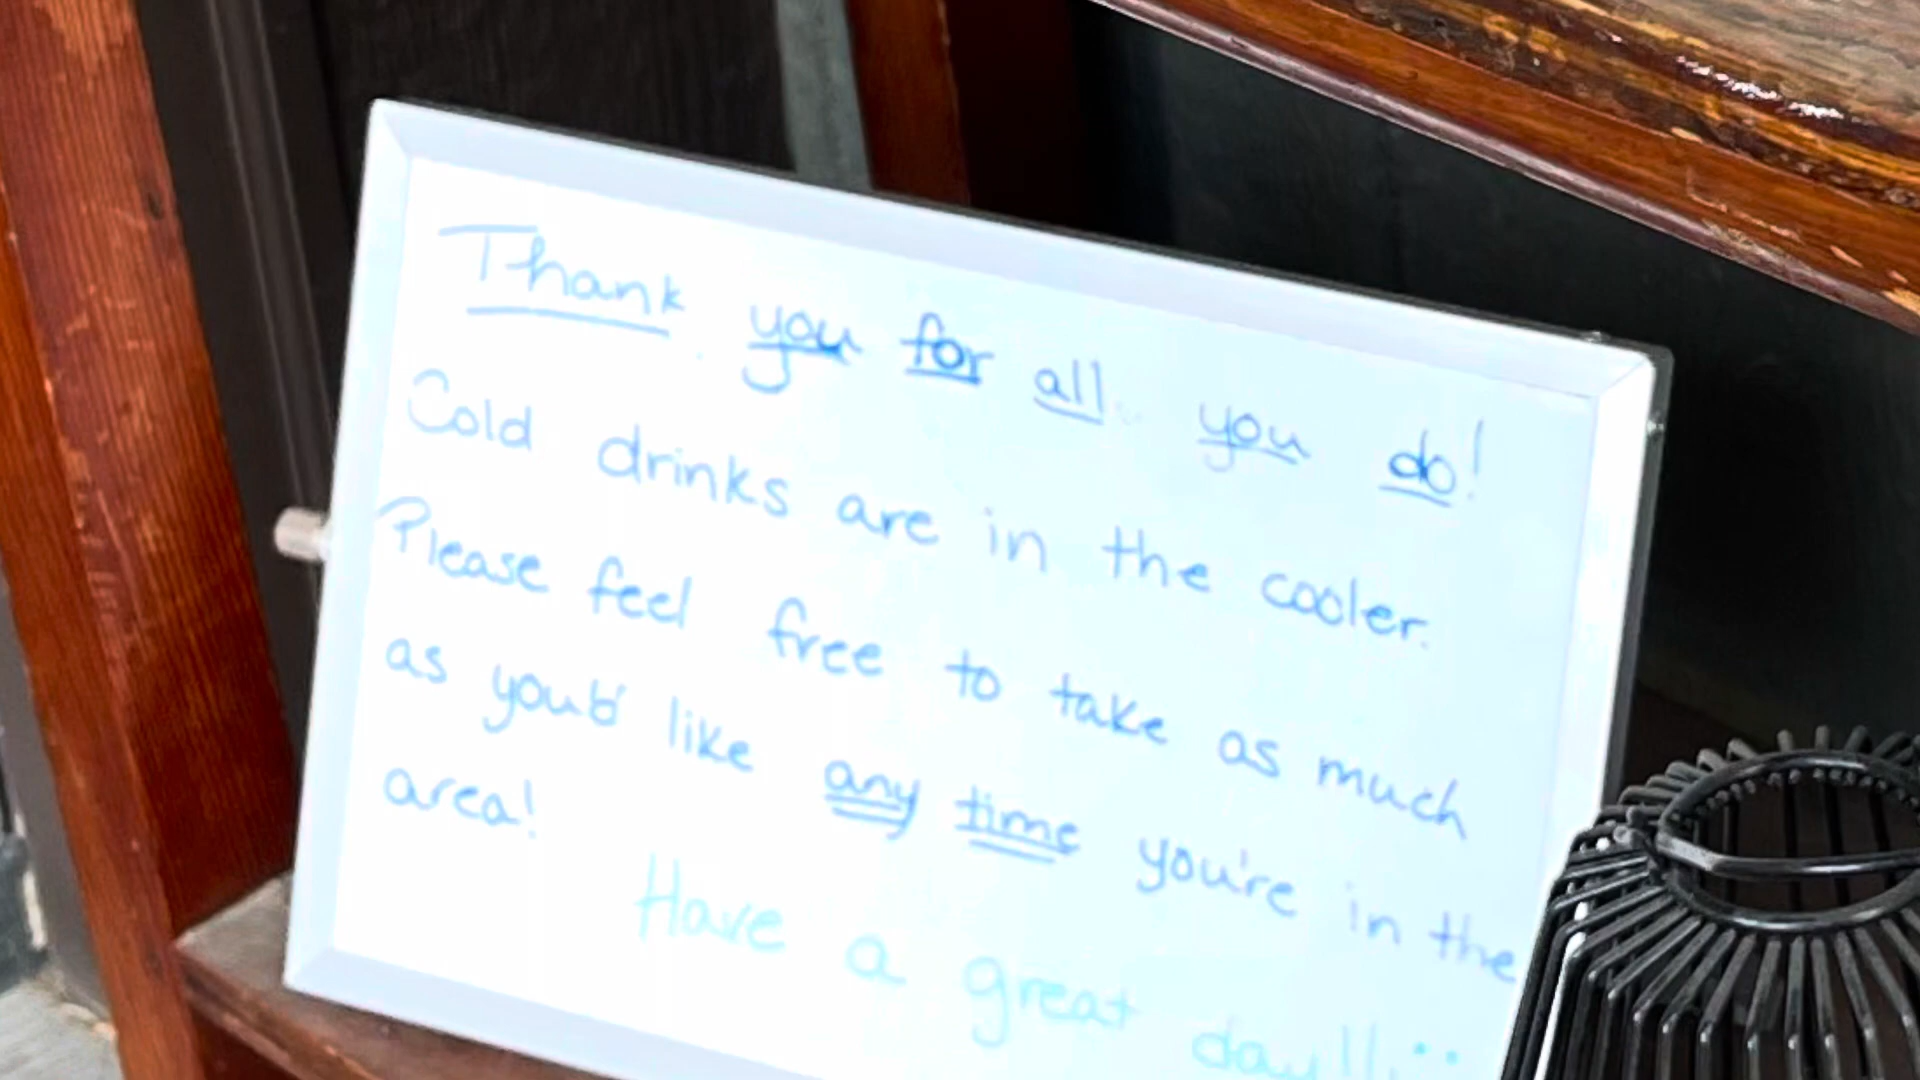 Thank you for all you do!
Cold drinks are in the cooler.
Please feel free to take as much
as you'd like any time you're in the
area!
Have a great day!!